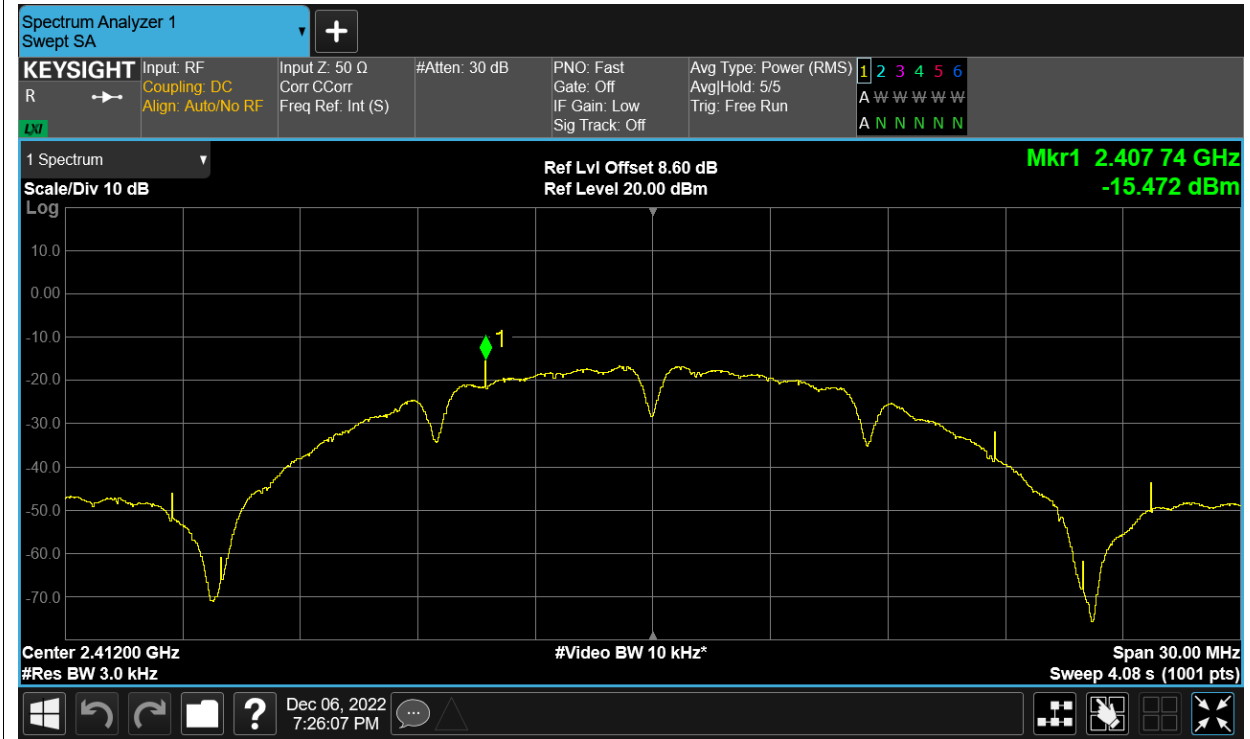 Spectrum Analyzer 1
Swept SA
KEYSIGHT
R
LXI
Input: RF
Coupling: DC
Align: Auto/No RF
Input Z: 50 Ω
Corr CCorr
Freq Ref: Int (S)
#Atten: 30 dB
PNO: Fast
Gate: Off
IF Gain: Low
Sig Track: Off
Avg Type: Power (RMS)
Avg|Hold: 5/5
Trig: Free Run
1 2 3 4 5 6
A W W W W W
A N N N N N
1 Spectrum
Scale/Div 10 dB
Log
Ref Lvl Offset 8.60 dB
Ref Level 20.00 dBm
Mkr1 2.407 74 GHz
-15.472 dBm
10.0
0.00
-10.0
-20.0
-30.0
-40.0
-50.0
-60.0
-70.0
1
Center 2.41200 GHz
#Res BW 3.0 kHz
#Video BW 10 kHz*
Span 30.00 MHz
Sweep 4.08 s (1001 pts)
?
Dec 06, 2022
7:26:07 PM